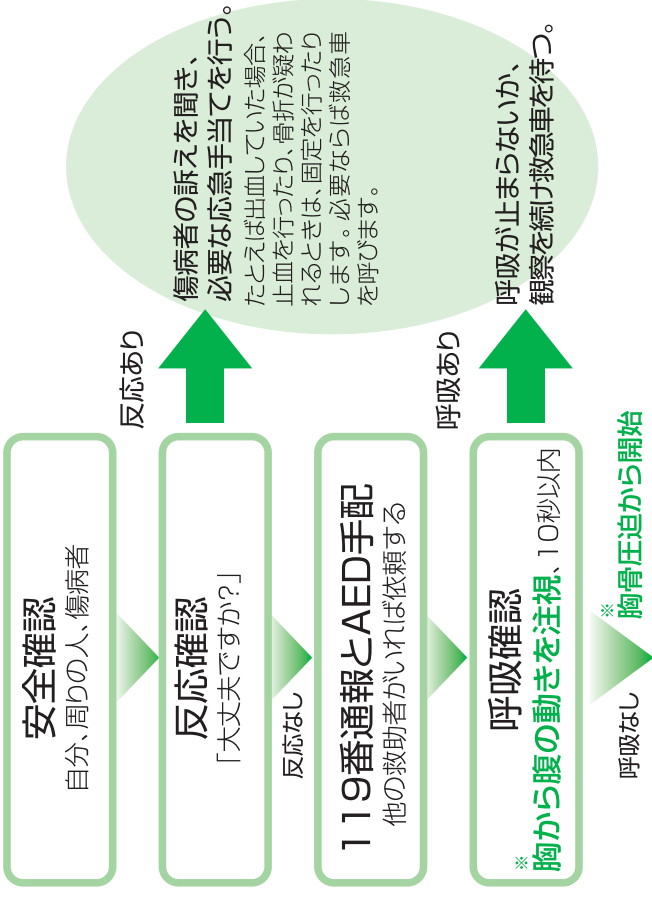 安全確認
自分、周りの人、傷病者
反応確認
「大丈夫ですか?」
反応あり
傷病者の訴えを聞き、
必要な応急手当てを行う。
たとえば出血していた場合、
止血を行ったり、骨折が疑わ
れるときは、固定を行ったり
します。必要ならば救急車
を呼びます。
反応なし
119番通報とAED手配
他の救助者がいれば依頼する
呼吸確認
※胸から腹の動きを注視、10秒以内
呼吸あり
呼吸が止まらないか、
観察を続け救急車を待つ。
呼吸なし
※胸骨圧迫から開始